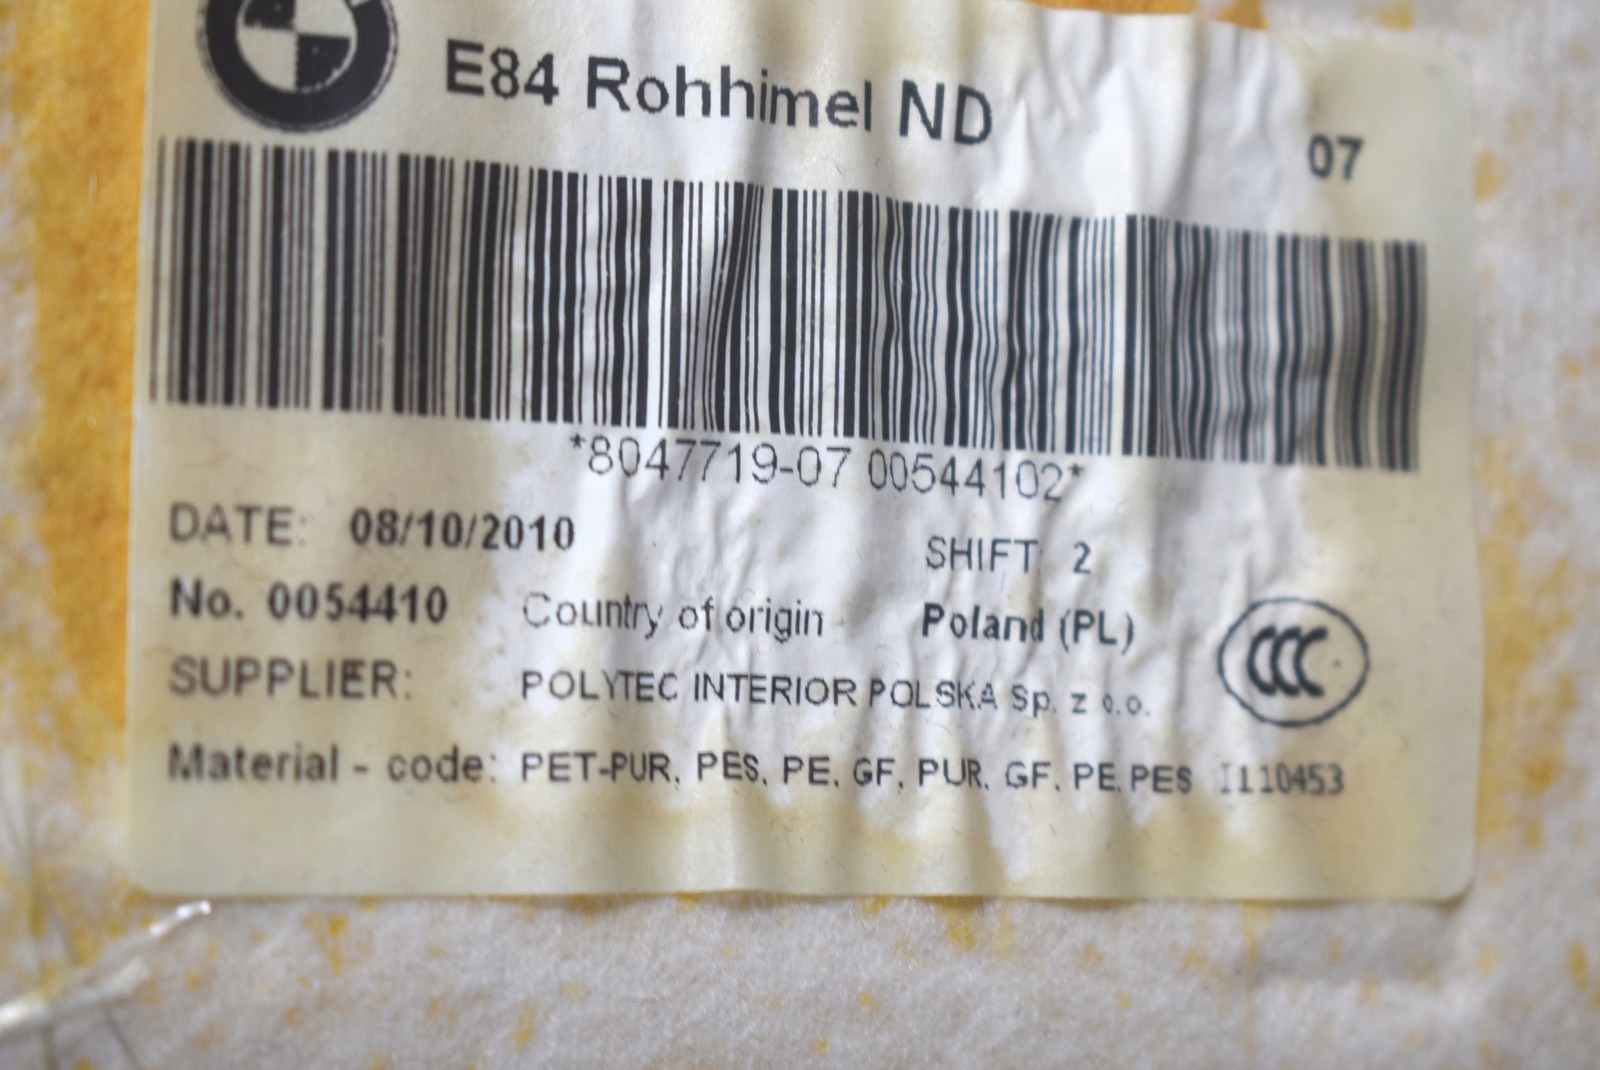 E84 Rohhimel ND
07
*8047719-07 00544102*
DATE: 08/10/2010 SHIFT 2
No. 0054410 Country of origin Poland (PL)
CCC
SUPPLIER: POLYTEC INTERIOR POLSKA Sp. z o.o.
Material - code: PET-PUR, PES, PE, GF, PUR, GF, PE, PES I110453